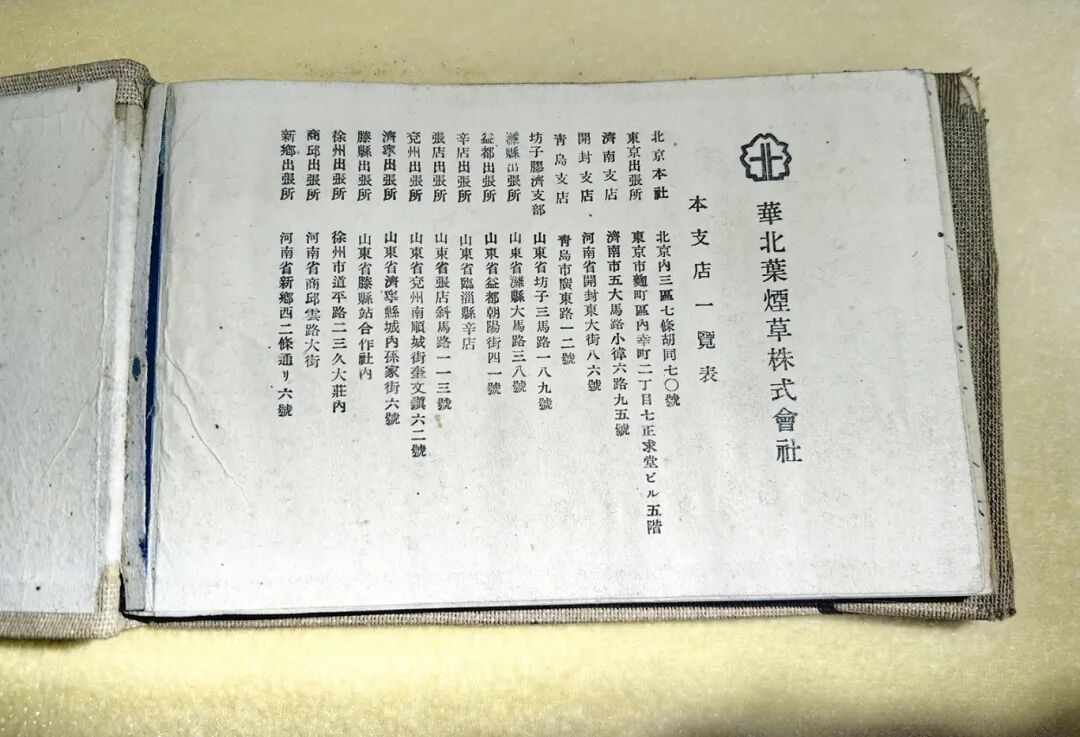 北
華北葉煙草株式會社
本支店一覽表
北京本社 北京內三區七條胡同七〇號
東京出張所 東京市麴町區內幸町二丁目七正求堂ビル五階
濟南支店 濟南市五大馬路小緯六路九五號
開封支店 河南省開封東大街八六號
靑島支店 靑島市廣東路一二號
坊子膠濟支部 山東省坊子三馬路一八九號
濰縣出張所 山東省濰縣大馬路三八號
益都出張所 山東省益都朝陽街四一號
辛店出張所 山東省臨淄縣辛店
張店出張所 山東省張店斜馬路一一三號
兗州出張所 山東省兗州南順城街奎文鎭六二號
濟寧出張所 山東省濟寧縣城內孫家街六號
滕縣出張所 山東省滕縣站合作社內
徐州出張所 徐州市道平路二三久大莊內
商邱出張所 河南省商邱雲路大街
新鄕出張所 河南省新鄕西二條通リ六號